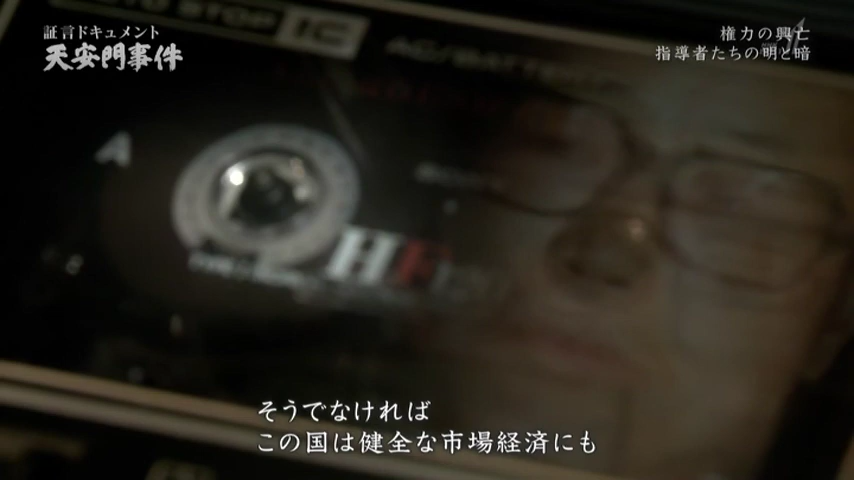 証言ドキュメント
天安門事件
権力の興亡
指導者たちの明と暗
AUTO STOP
AC/BATTERY
A
HF
そうでなければ
この国は健全な市場経済にも